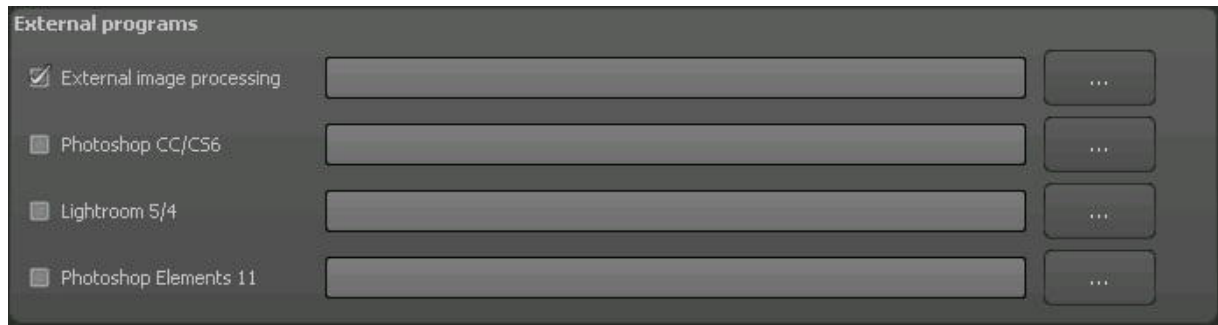 External programs
External image processing ...
Photoshop CC/CS6 ...
Lightroom 5/4 ...
Photoshop Elements 11 ...